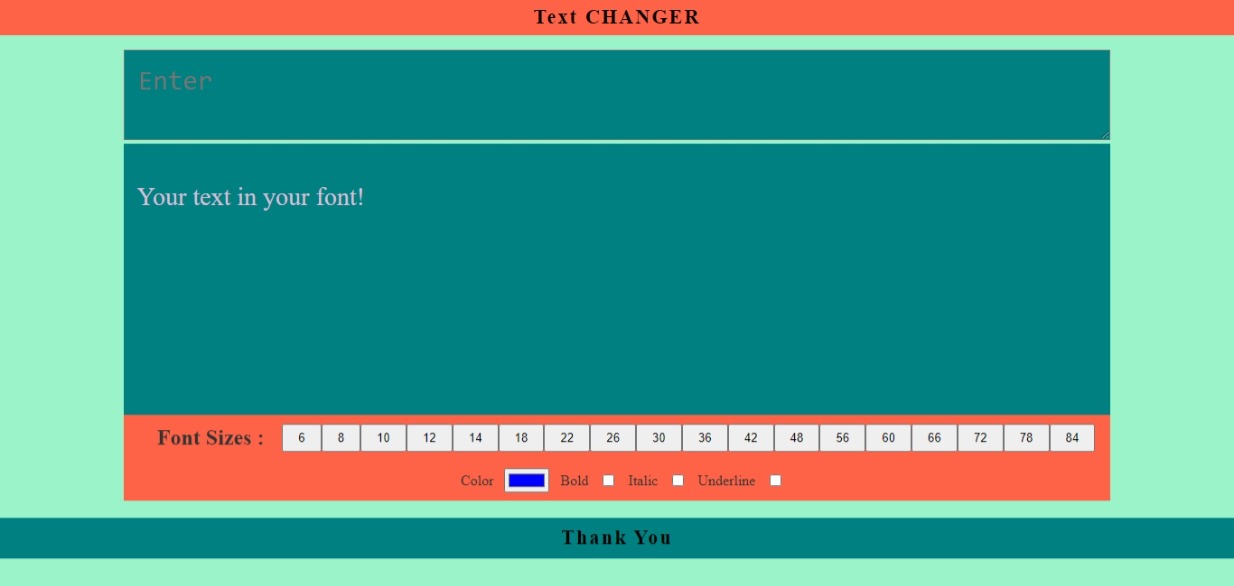 Text CHANGER
Enter
Your text in your font!
Font Sizes : 6 8 10 12 14 18 22 26 30 36 42 48 56 60 66 72 78 84
Color Bold Italic Underline
Thank You